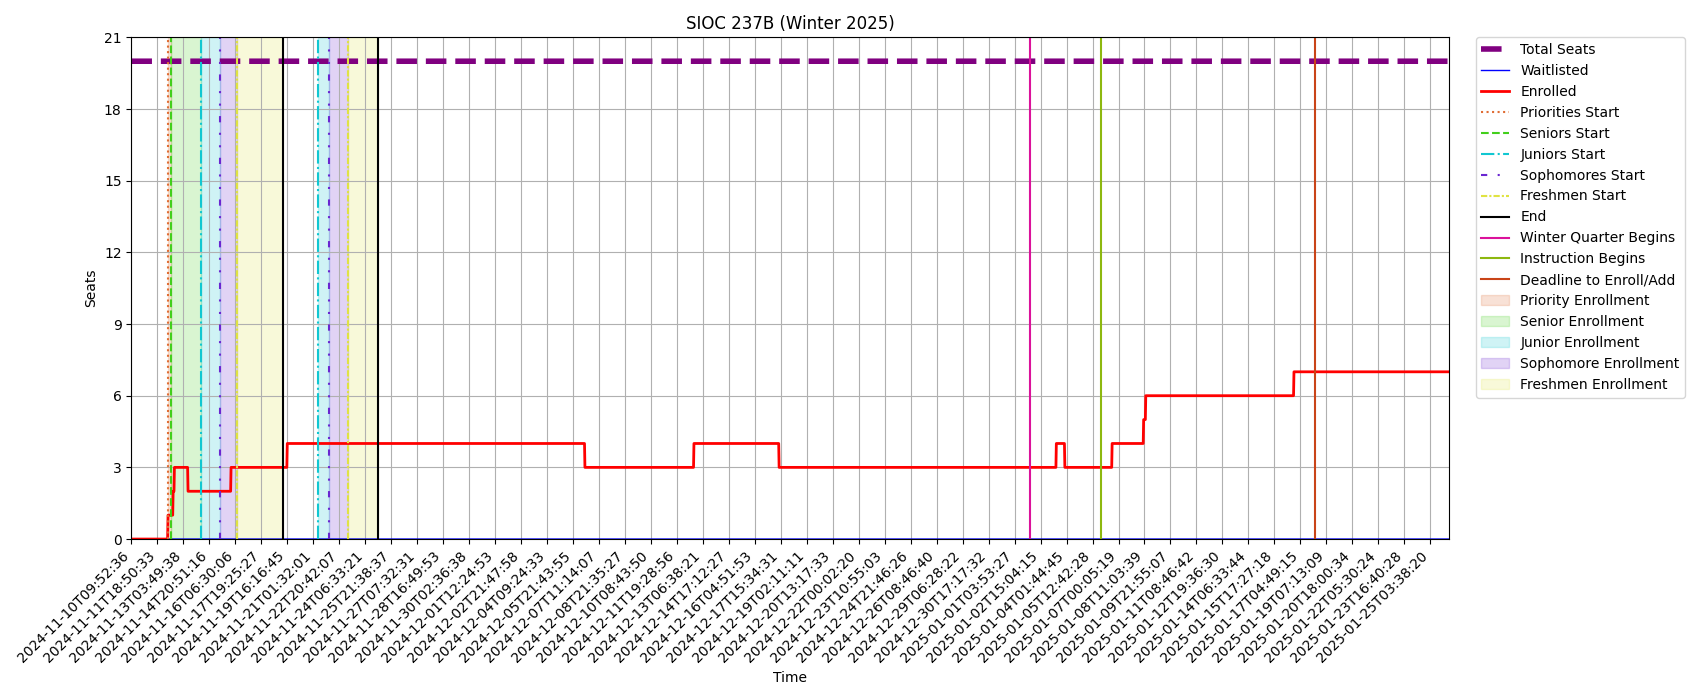 SIOC 237B (Winter 2025)
21
18
15
12
9
6
3
0
Seats
2024-11-10T09:52:36
2024-11-11T18:50:33
2024-11-13T03:49:38
2024-11-14T20:51:16
2024-11-16T06:30:06
2024-11-17T19:25:27
2024-11-19T16:16:45
2024-11-21T01:32:01
2024-11-22T20:42:07
2024-11-24T06:33:21
2024-11-25T21:38:37
2024-11-27T07:32:31
2024-11-28T16:49:53
2024-11-30T02:36:38
2024-12-01T12:24:53
2024-12-02T21:47:58
2024-12-04T09:24:33
2024-12-05T21:43:55
2024-12-07T11:14:07
2024-12-08T21:35:27
2024-12-10T08:43:50
2024-12-11T19:28:56
2024-12-13T06:38:21
2024-12-14T17:12:27
2024-12-16T04:51:53
2024-12-17T15:34:31
2024-12-19T02:11:11
2024-12-20T13:17:33
2024-12-22T00:02:20
2024-12-23T10:55:03
2024-12-24T21:46:26
2024-12-26T08:46:40
2024-12-29T06:28:22
2024-12-30T17:17:32
2025-01-01T03:53:27
2025-01-02T15:04:15
2025-01-04T01:44:45
2025-01-05T12:42:28
2025-01-07T00:05:19
2025-01-08T11:03:39
2025-01-09T21:55:07
2025-01-11T08:46:42
2025-01-12T19:36:30
2025-01-14T06:33:44
2025-01-15T17:27:18
2025-01-17T04:49:15
2025-01-19T07:13:09
2025-01-20T18:00:34
2025-01-22T05:30:24
2025-01-23T16:40:28
2025-01-25T03:38:20
Time
Total Seats
Waitlisted
Enrolled
Priorities Start
Seniors Start
Juniors Start
Sophomores Start
Freshmen Start
End
Winter Quarter Begins
Instruction Begins
Deadline to Enroll/Add
Priority Enrollment
Senior Enrollment
Junior Enrollment
Sophomore Enrollment
Freshmen Enrollment